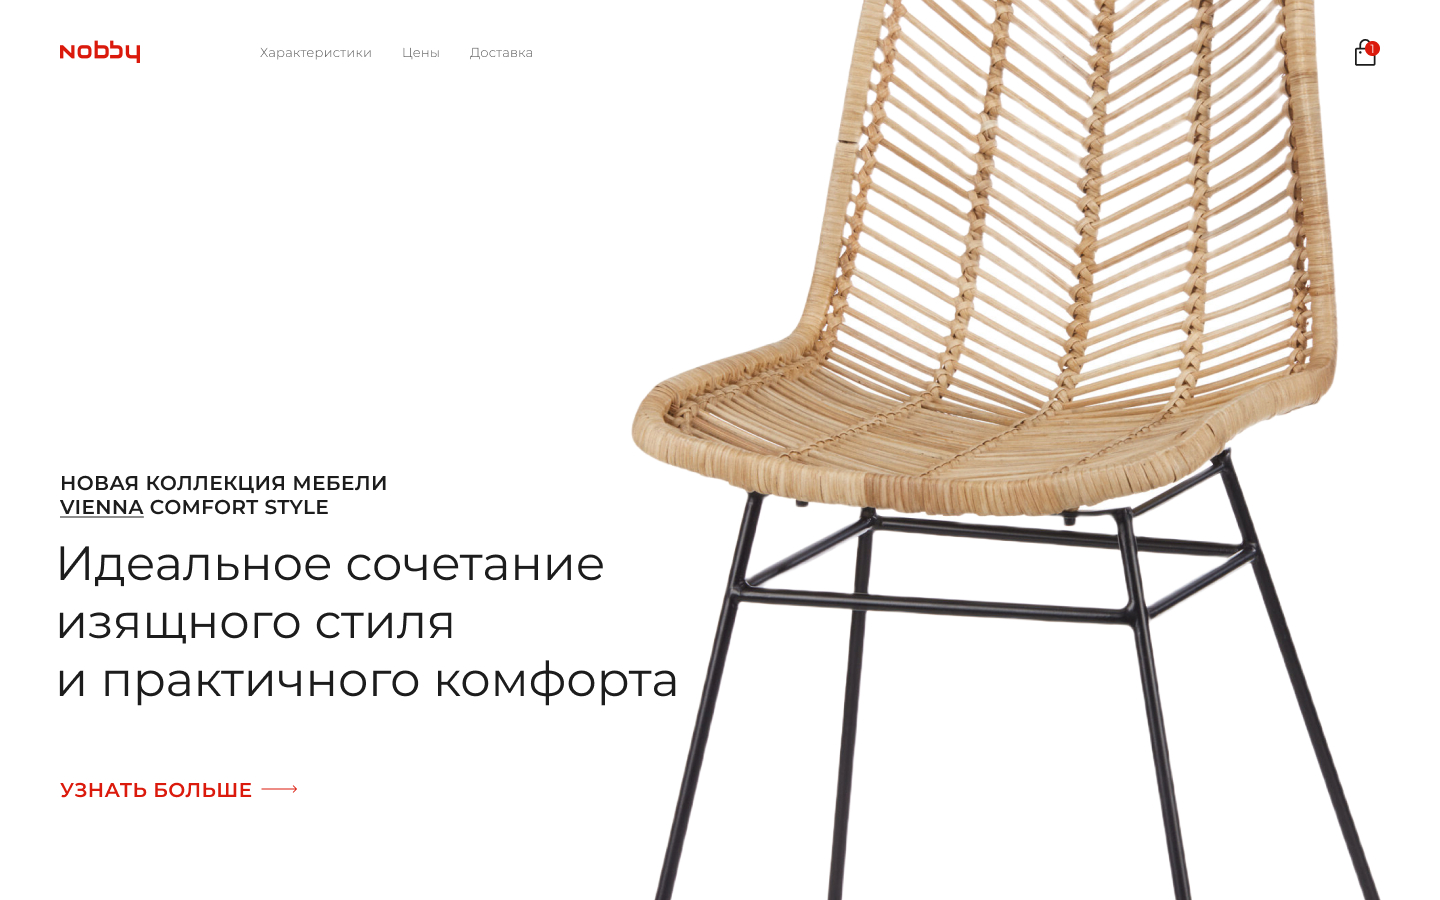 nobby
Характеристики Цены Доставка
1
НОВАЯ КОЛЛЕКЦИЯ МЕБЕЛИ
VIENNA COMFORT STYLE
Идеальное сочетание
изящного стиля
и практичного комфорта
УЗНАТЬ БОЛЬШЕ